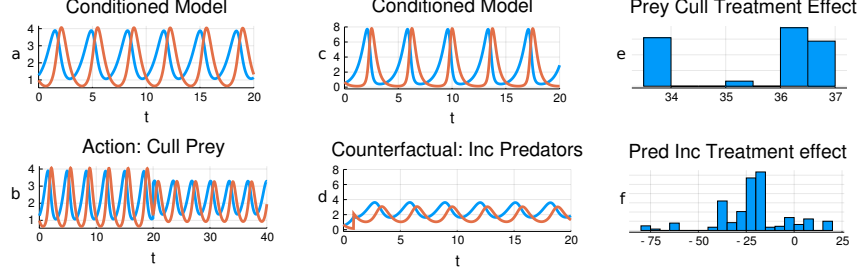 Conditioned Model
a
4
3
2
1
0 5 10 15 20
t
Conditioned Model
c
8
6
4
2
0
0 5 10 15 20
t
Prey Cull Treatment Effect
e
34 35 36 37
Action: Cull Prey
b
4
3
2
1
0 10 20 30 40
t
Counterfactual: Inc Predators
d
8
6
4
2
0
0 5 10 15 20
t
Pred Inc Treatment effect
f
-75 -50 -25 0 25